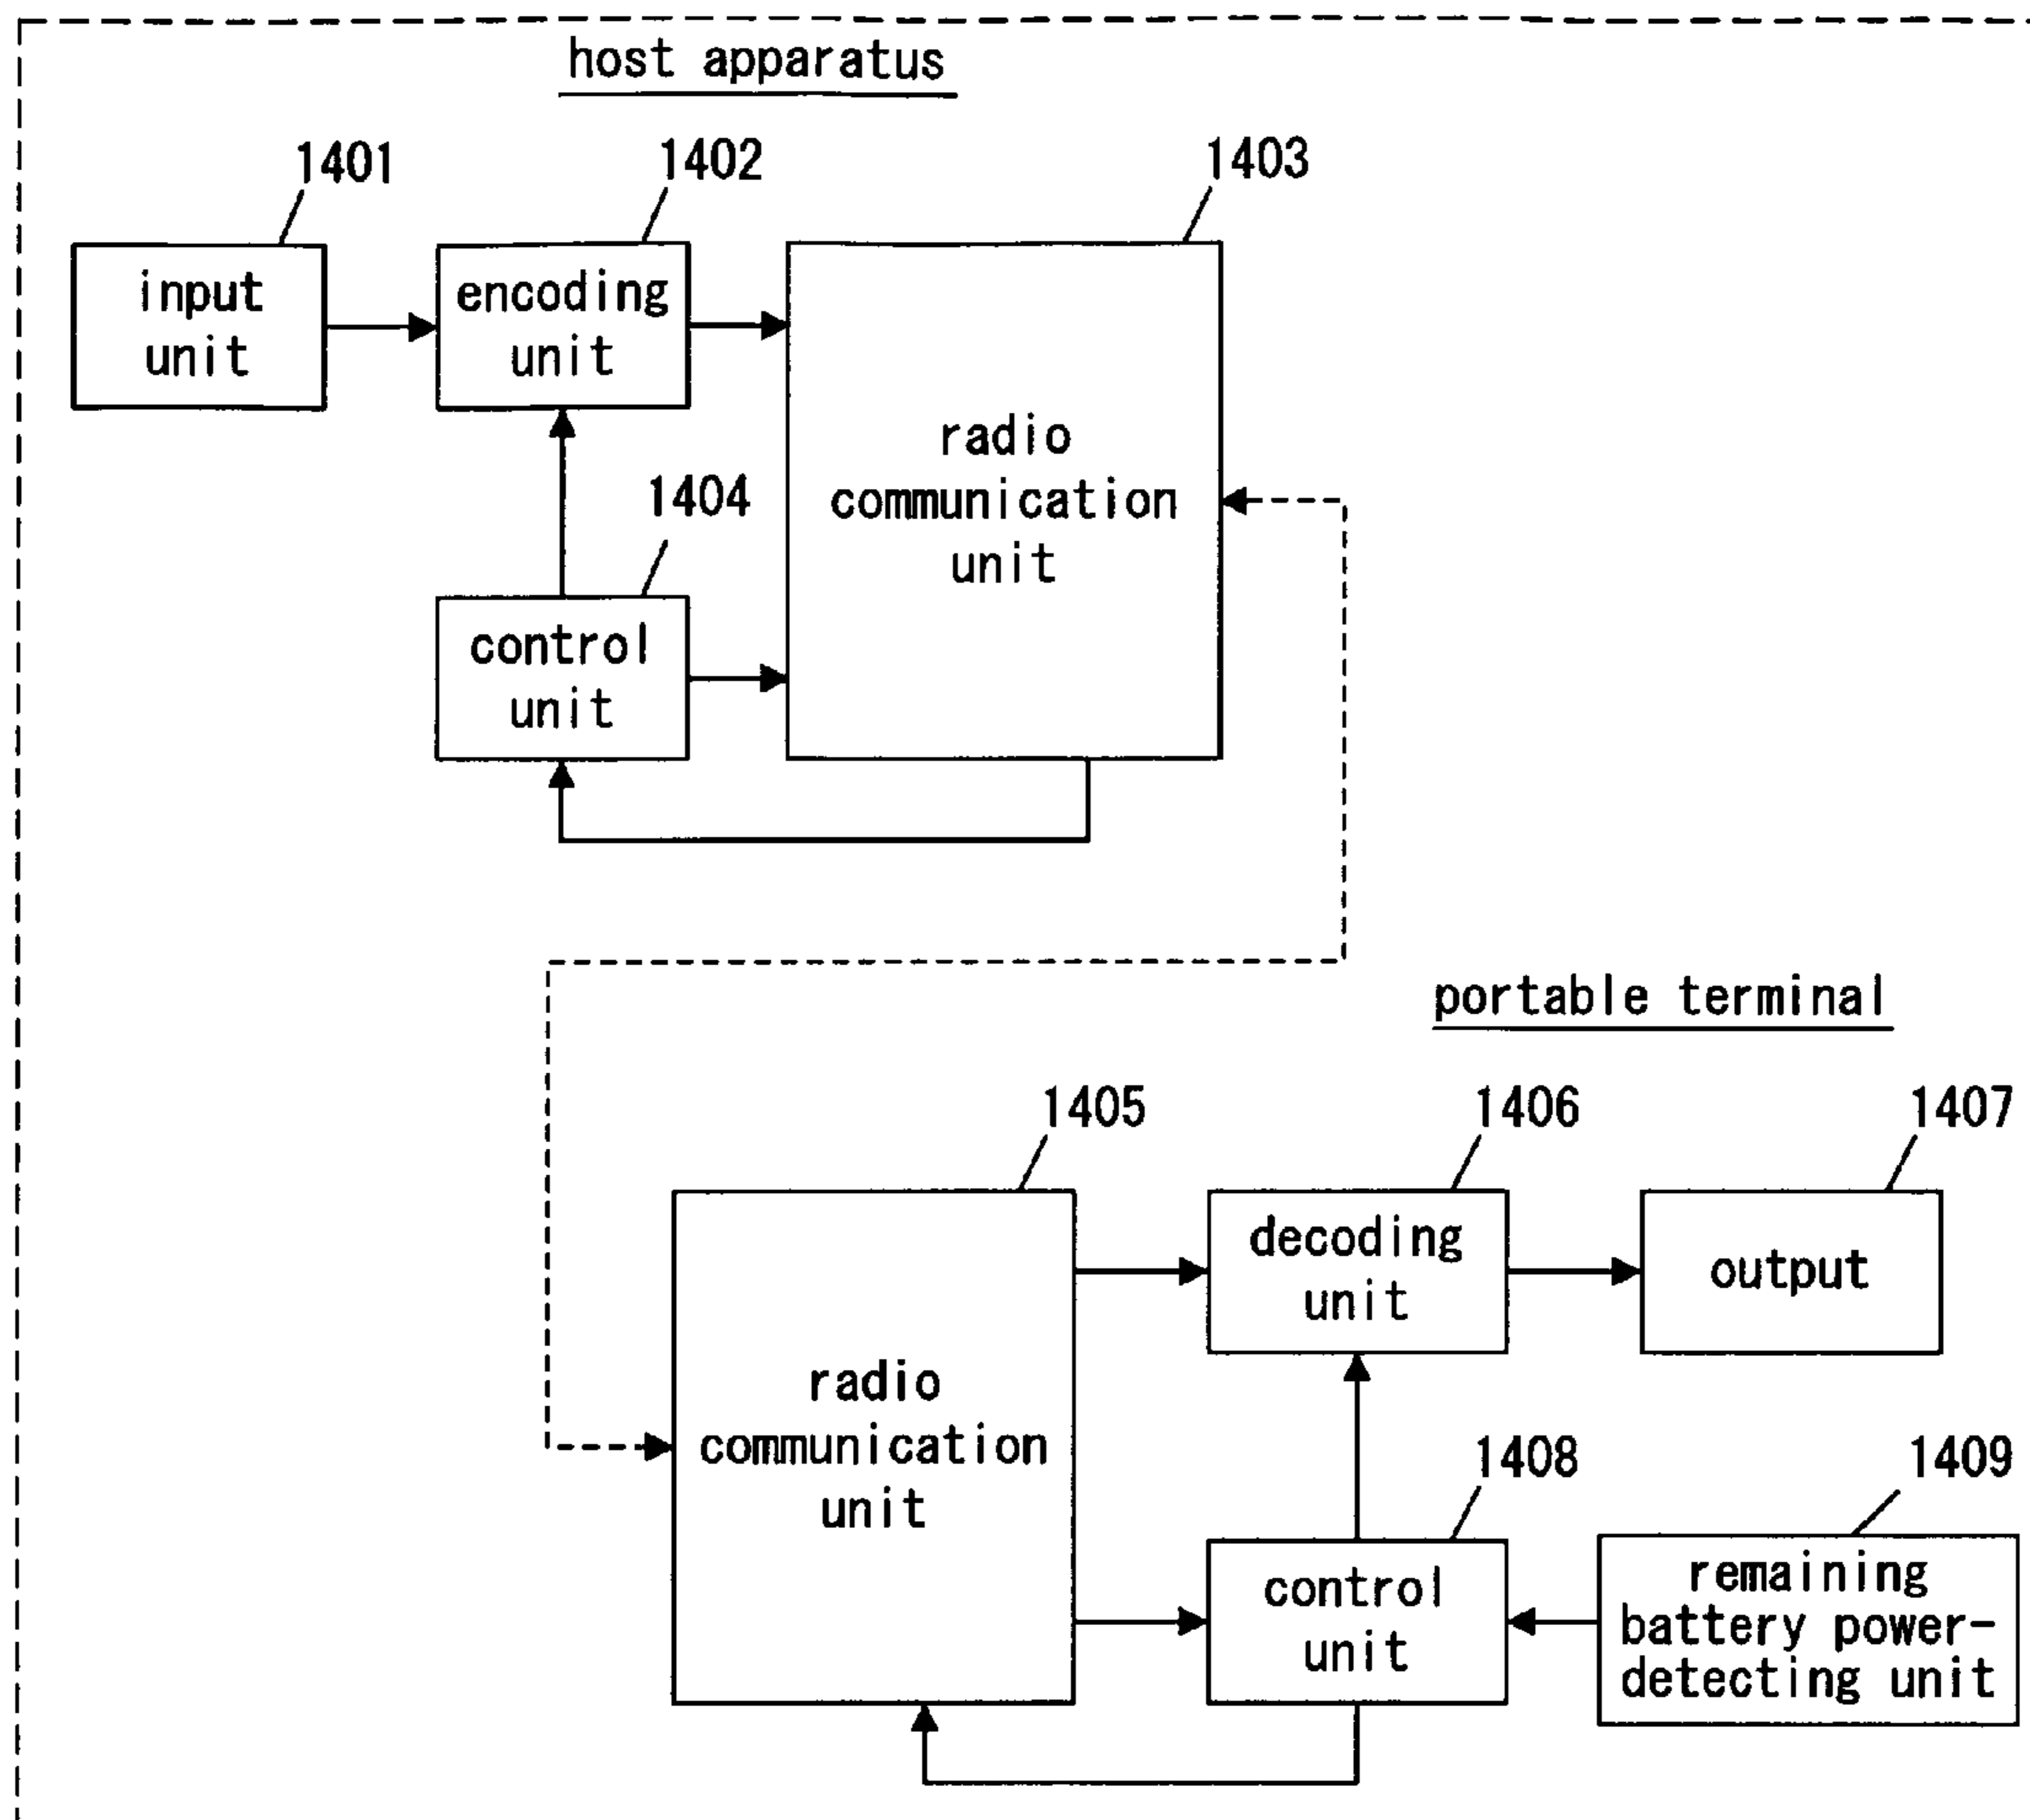 host apparatus
1401
1402
1403
input
unit
encoding
unit
radio
communication
unit
1404
control
unit
portable terminal
1405
1406
1407
radio
communication
unit
decoding
unit
output
1408
1409
control
unit
remaining
battery power-
detecting unit